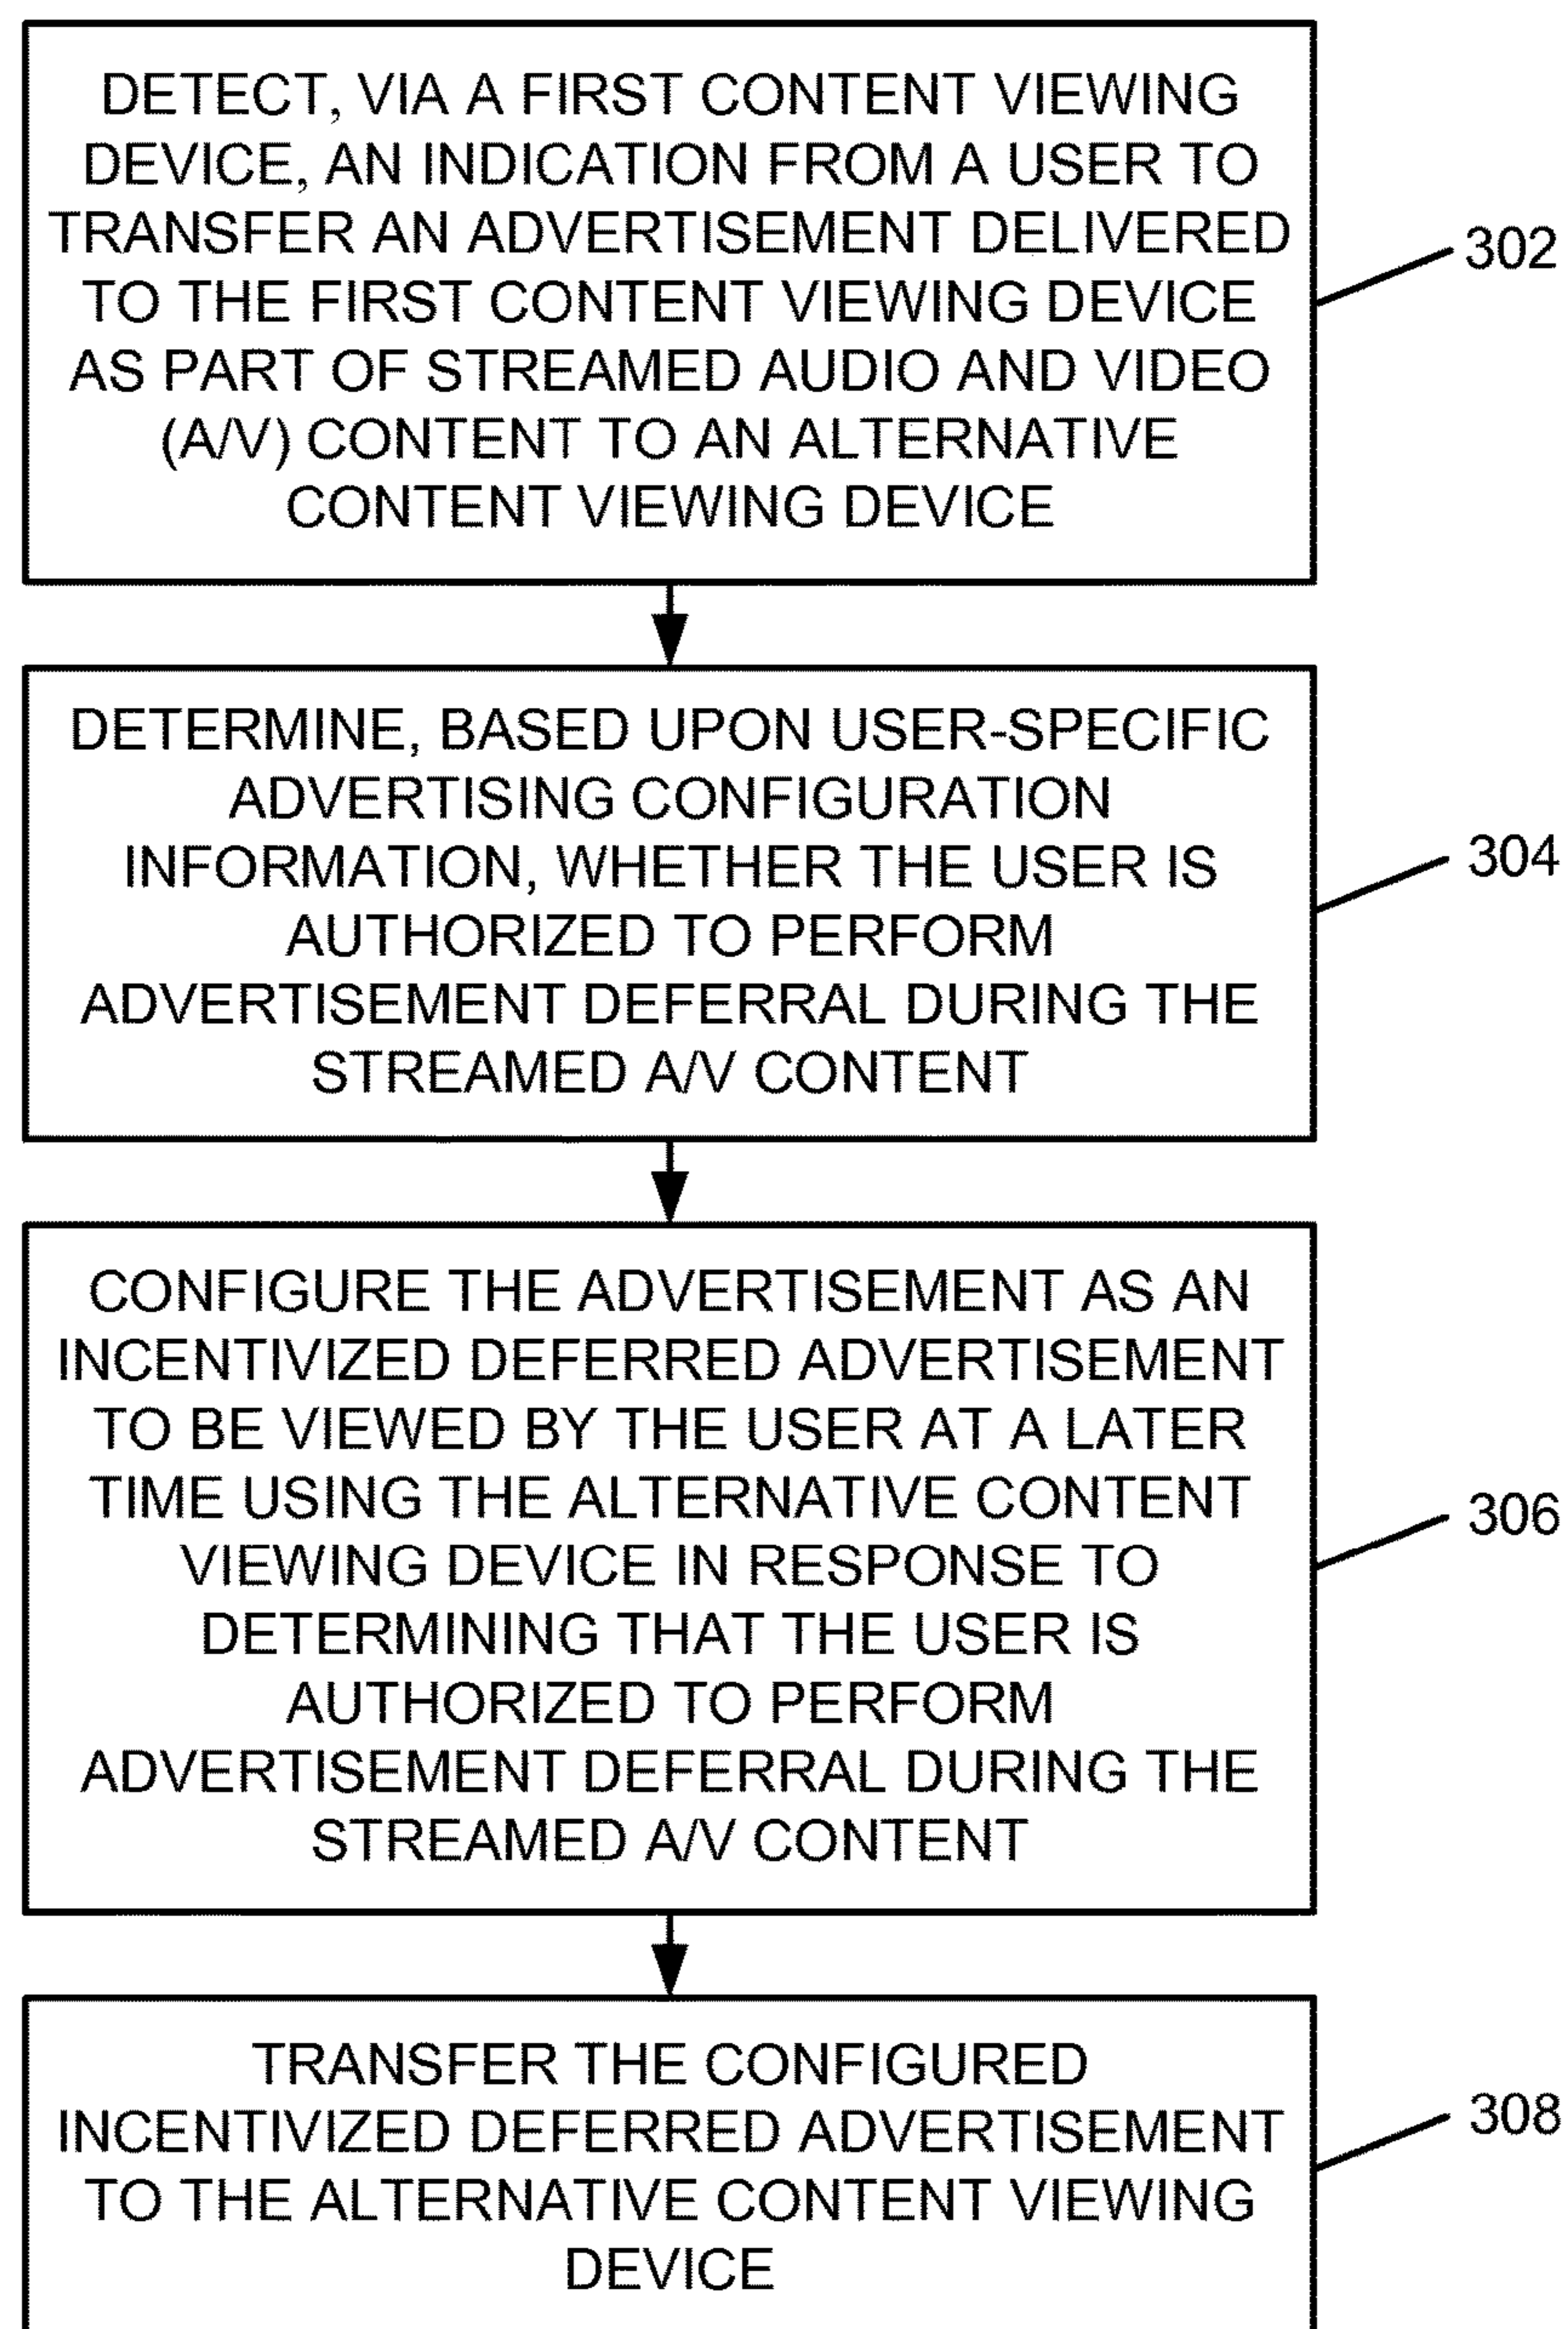 DETECT, VIA A FIRST CONTENT VIEWING
DEVICE, AN INDICATION FROM A USER TO
TRANSFER AN ADVERTISEMENT DELIVERED
TO THE FIRST CONTENT VIEWING DEVICE
AS PART OF STREAMED AUDIO AND VIDEO
(A/V) CONTENT TO AN ALTERNATIVE
CONTENT VIEWING DEVICE
302
DETERMINE, BASED UPON USER-SPECIFIC
ADVERTISING CONFIGURATION
INFORMATION, WHETHER THE USER IS
AUTHORIZED TO PERFORM
ADVERTISEMENT DEFERRAL DURING THE
STREAMED A/V CONTENT
304
CONFIGURE THE ADVERTISEMENT AS AN
INCENTIVIZED DEFERRED ADVERTISEMENT
TO BE VIEWED BY THE USER AT A LATER
TIME USING THE ALTERNATIVE CONTENT
VIEWING DEVICE IN RESPONSE TO
DETERMINING THAT THE USER IS
AUTHORIZED TO PERFORM
ADVERTISEMENT DEFERRAL DURING THE
STREAMED A/V CONTENT
306
TRANSFER THE CONFIGURED
INCENTIVIZED DEFERRED ADVERTISEMENT
TO THE ALTERNATIVE CONTENT VIEWING
DEVICE
308